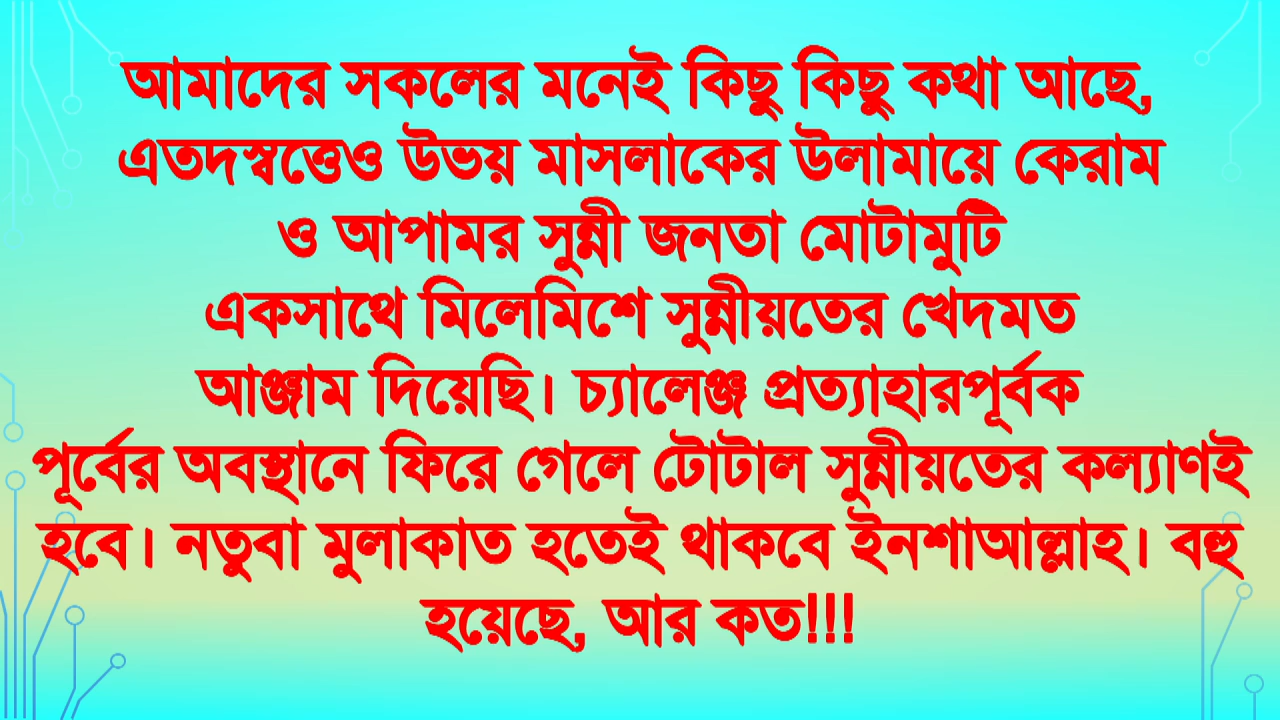 আমাদের সকলের মনেই কিছু কিছু কথা আছে,
এতদস্বত্তেও উভয় মাসলাকের উলামায়ে কেরাম
ও আপামর সুন্নী জনতা মোটামুটি
একসাথে মিলেমিশে সুন্নীয়তের খেদমত
আঞ্জাম দিয়েছি। চ্যালেঞ্জ প্রত্যাহারপূর্বক
পূর্বের অবস্থানে ফিরে গেলে টোটাল সুন্নীয়তের কল্যাণই
হবে। নতুবা মুলাকাত হতেই থাকবে ইনশাআল্লাহ। বহু
হয়েছে, আর কত!!!